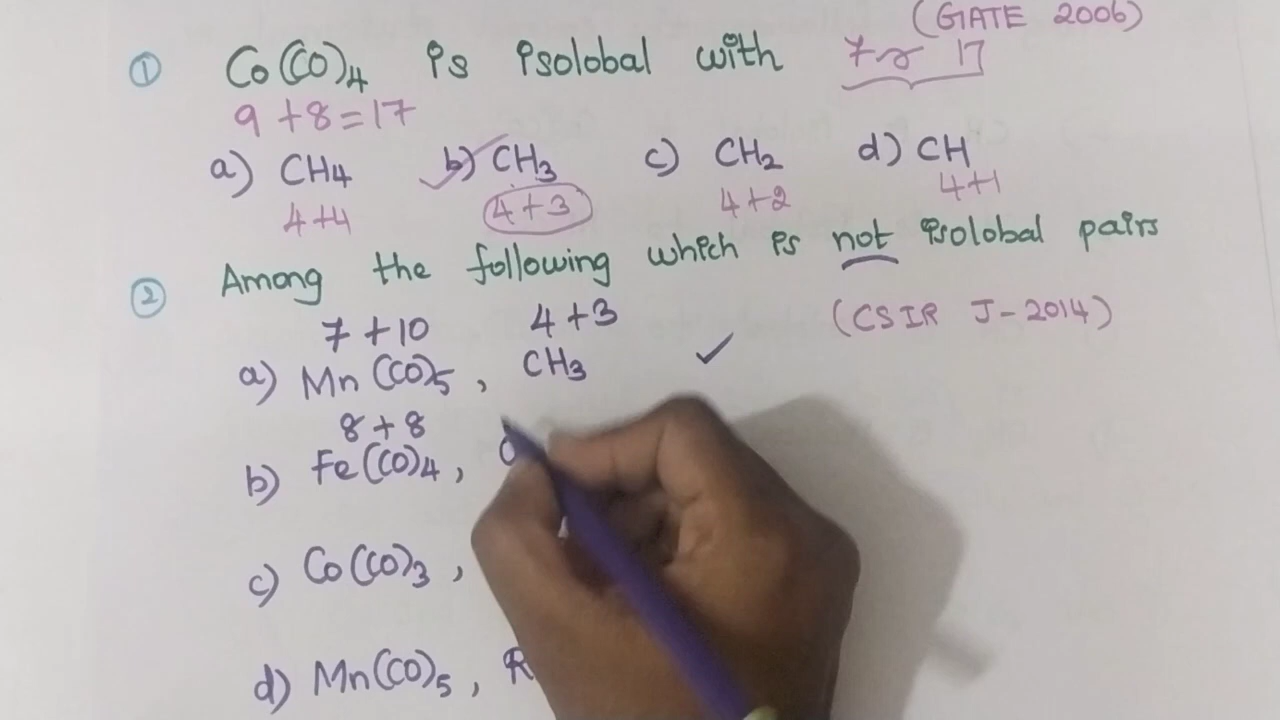 (GATE 2006)
① Co(CO)4 is isolobal with 7 or 17
9 + 8 = 17
a) CH4 b) CH3 c) CH2 d) CH
4+4 4+3 4+2 4+1
② Among the following which is not isolobal pairs
(CSIR J-2014)
7 + 10 4 + 3
a) Mn(CO)5 , CH3 ✓
8 + 8
b) Fe(CO)4 ,
c) Co(CO)3 ,
d) Mn(CO)5 , R